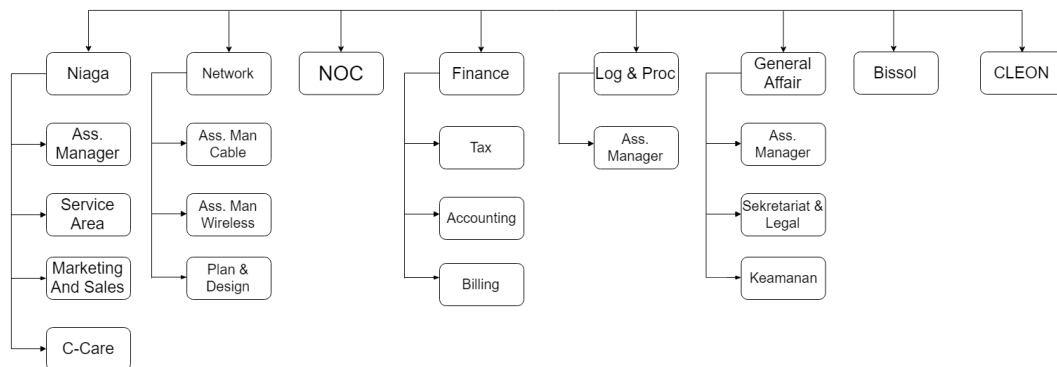 Niaga
Network
NOC
Finance
Log & Proc
General
Affair
Bissol
CLEON
Ass.
Manager
Ass. Man
Cable
Tax
Ass.
Manager
Ass.
Manager
Service
Area
Ass. Man
Wireless
Accounting
Sekretariat &
Legal
Marketing
And Sales
Plan &
Design
Billing
Keamanan
C-Care